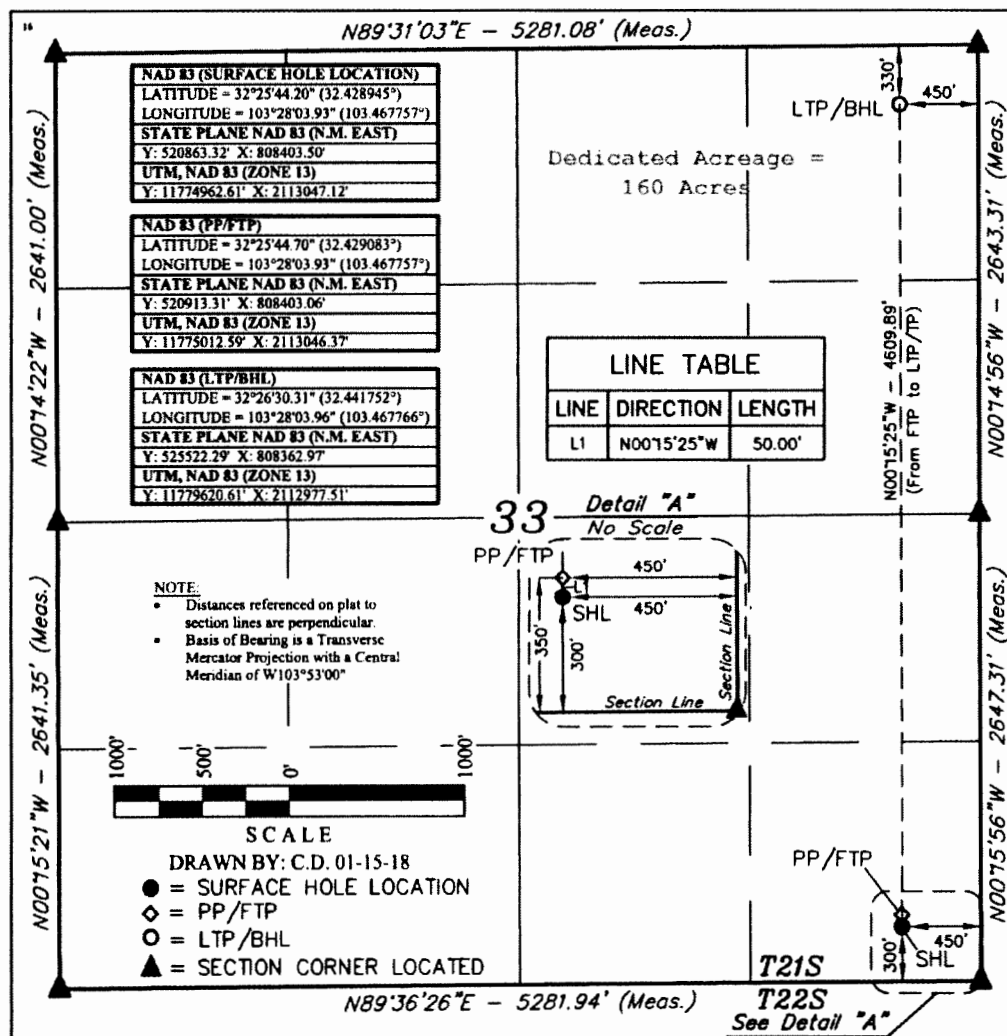 16
N89°31'03"E - 5281.08' (Meas.)
NAD 83 (SURFACE HOLE LOCATION)
LATITUDE = 32°25'44.20" (32.428945°)
LONGITUDE = 103°28'03.93" (103.467757°)
STATE PLANE NAD 83 (N.M. EAST)
Y: 520863.32' X: 808403.50'
UTM, NAD 83 (ZONE 13)
Y: 11774962.61' X: 2113047.12'
NAD 83 (PP/FTP)
LATITUDE = 32°25'44.70" (32.429083°)
LONGITUDE = 103°28'03.93" (103.467757°)
STATE PLANE NAD 83 (N.M. EAST)
Y: 520913.31' X: 808403.06'
UTM, NAD 83 (ZONE 13)
Y: 11775012.59' X: 2113046.37'
NAD 83 (LTP/BHL)
LATITUDE = 32°26'30.31" (32.441752°)
LONGITUDE = 103°28'03.96" (103.467766°)
STATE PLANE NAD 83 (N.M. EAST)
Y: 525522.29' X: 808362.97'
UTM, NAD 83 (ZONE 13)
Y: 11779620.61' X: 2112977.51'
330'
450'
LTP/BHL
Dedicated Acreage =
160 Acres
N00°14'22"W - 2641.00' (Meas.)
N00°14'56"W - 2643.31' (Meas.)
N00°15'25"W - 4609.89'
(From FTP to LTP/TP)
LINE TABLE
LINE DIRECTION LENGTH
L1 N00°15'25"W 50.00'
33
Detail "A"
No Scale
PP/FTP
450'
L1
450'
SHL
350'
300'
Section Line
Section Line
NOTE:
• Distances referenced on plat to
section lines are perpendicular.
• Basis of Bearing is a Transverse
Mercator Projection with a Central
Meridian of W103°53'00"
N00°15'21"W - 2641.35' (Meas.)
N00°15'56"W - 2647.31' (Meas.)
1000' 500' 0' 1000'
SCALE
DRAWN BY: C.D. 01-15-18
● = SURFACE HOLE LOCATION
◇ = PP/FTP
○ = LTP/BHL
▲ = SECTION CORNER LOCATED
PP/FTP
450'
300'
SHL
T21S
T22S
N89°36'26"E - 5281.94' (Meas.)
See Detail "A"